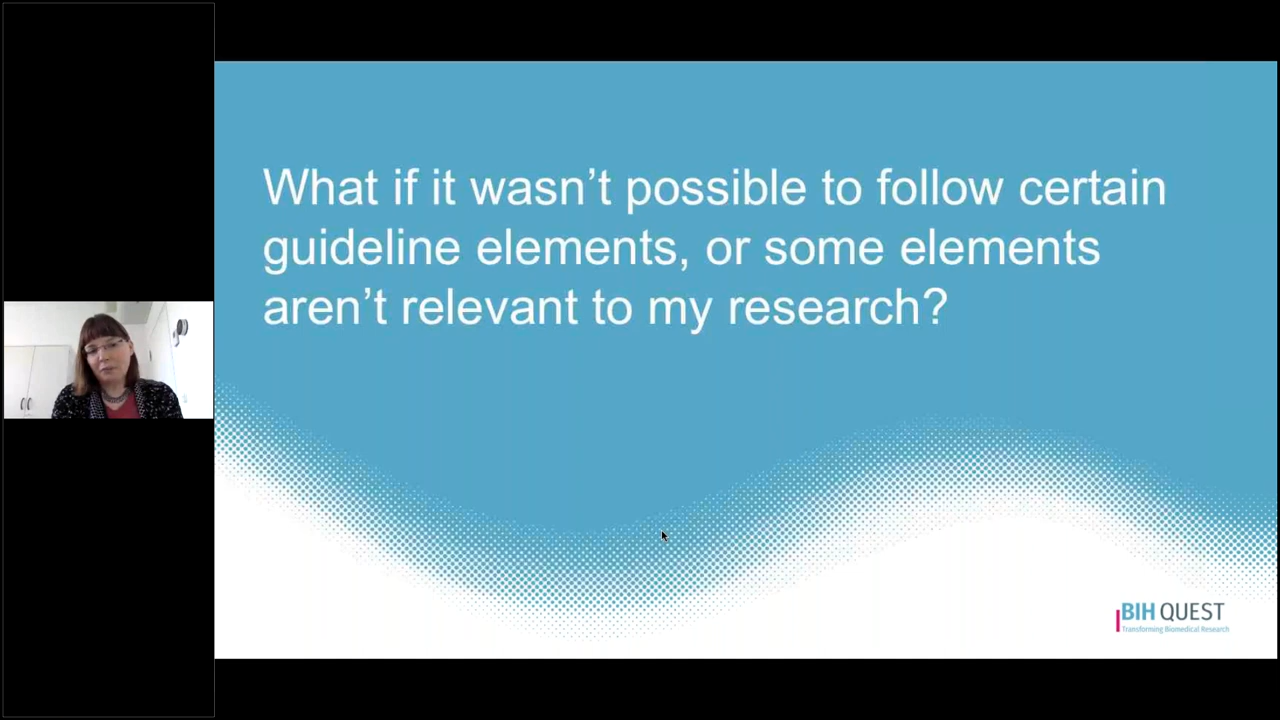 What if it wasn’t possible to follow certain
guideline elements, or some elements
aren’t relevant to my research?
BIH QUEST
Transforming Biomedical Research